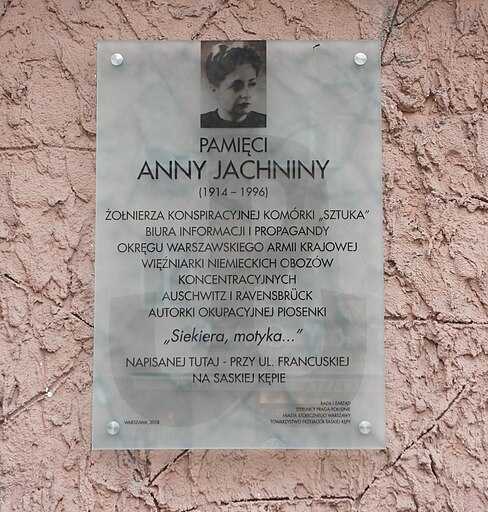 PAMIĘCI
ANNY JACHNINY
(1914 – 1996)
ŻOŁNIERZA KONSPIRACYJNEJ KOMÓRKI „SZTUKA”
BIURA INFORMACJI I PROPAGANDY
OKRĘGU WARSZAWSKIEGO ARMII KRAJOWEJ
WIĘŹNIARKI NIEMIECKICH OBOZÓW
KONCENTRACYJNYCH
AUSCHWITZ I RAVENSBRÜCK
AUTORKI OKUPACYJNEJ PIOSENKI
„Siekiera, motyka...”
NAPISANEJ TUTAJ - PRZY UL. FRANCUSKIEJ
NA SASKIEJ KĘPIE
WARSZAWA, 2018
RADA I ZARZĄD
DZIELNICY PRAGA POŁUDNIE
MIASTA STOŁECZNEGO WARSZAWY
TOWARZYSTWO PRZYJACIÓŁ SASKIEJ KĘPY